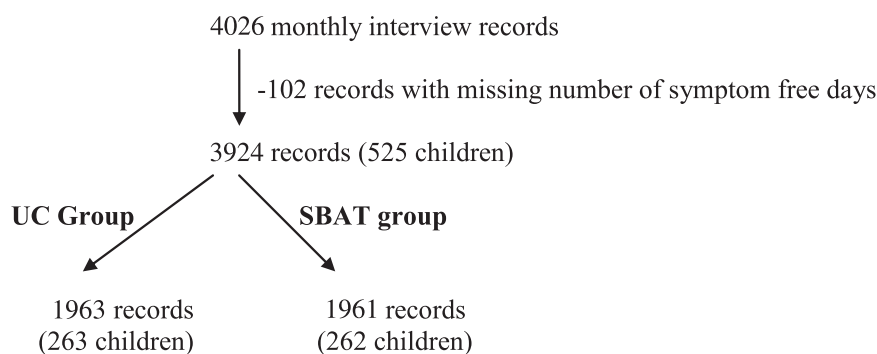 4026 monthly interview records
-102 records with missing number of symptom free days
3924 records (525 children)
UC Group
SBAT group
1963 records
(263 children)
1961 records
(262 children)